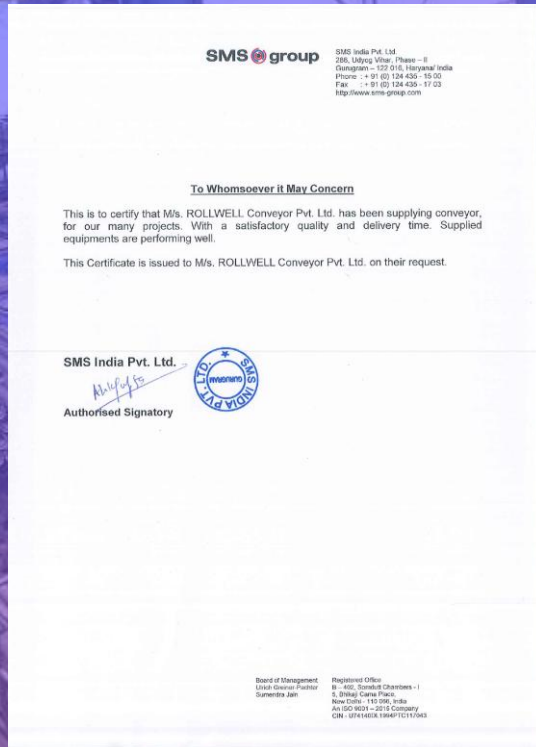 SMS group
SMS India Pvt. Ltd.
286, Udyog Vihar, Phase – II
Gurugram – 122 016, Haryana/ India
Phone : + 91 (0) 124 435 - 15 00
Fax : + 91 (0) 124 435 - 17 03
http://www.sms-group.com
To Whomsoever it May Concern
This is to certify that M/s. ROLLWELL Conveyor Pvt. Ltd. has been supplying conveyor,
for our many projects. With a satisfactory quality and delivery time. Supplied
equipments are performing well.
This Certificate is issued to M/s. ROLLWELL Conveyor Pvt. Ltd. on their request.
SMS India Pvt. Ltd.
Authorised Signatory
SMS INDIA PVT. LTD.
GURUGRAM
Board of Management
Ulrich Greiner Pachter
Sumendra Jain
Registered Office
B – 402, Somdutt Chambers - I
5, Bhikaji Cama Place,
New Delhi - 110 066, India
An ISO 9001 – 2015 Company